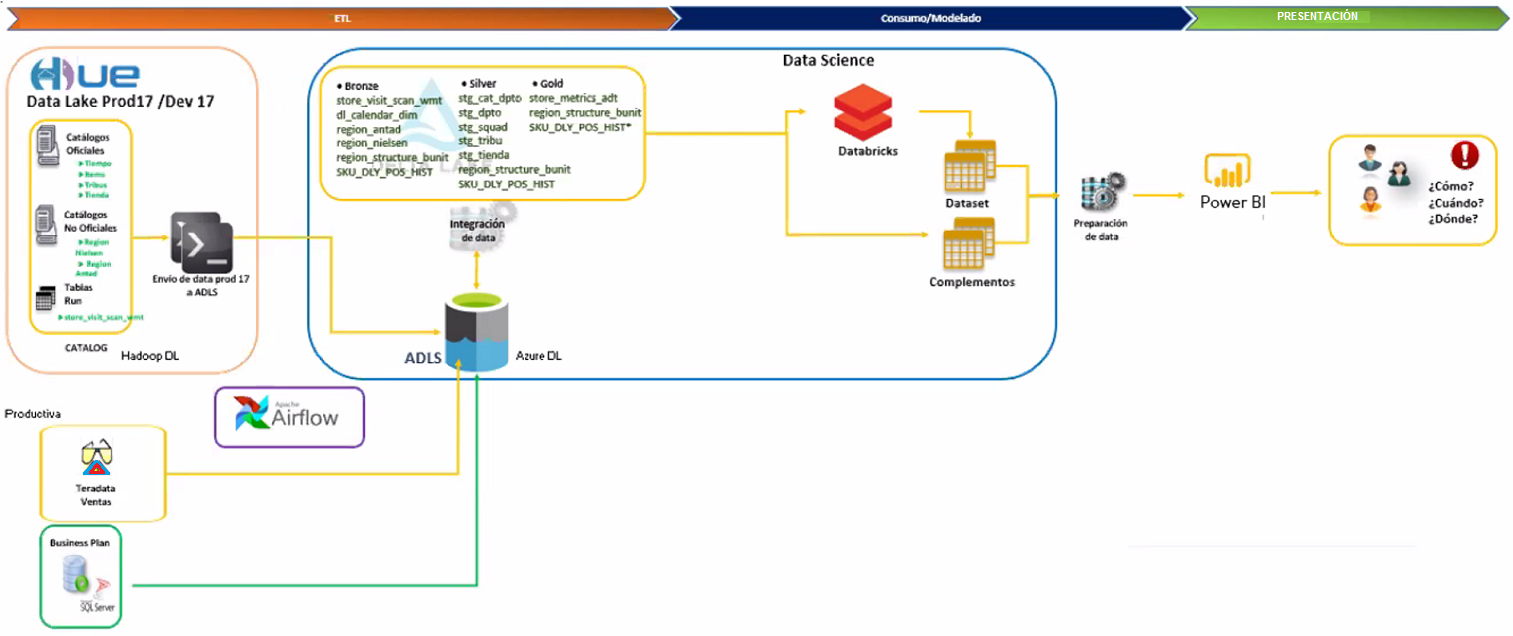 ETL
Consumo/Modelado
PRESENTACIÓN
HUE
Data Lake Prod17 /Dev 17
Catálogos
Oficiales
➤Tiempo
➤Items
➤Tribus
➤Tienda
Catálogos
No Oficiales
➤Region
Nielsen
➤Region
Antad
Tablas
Run
➤store_visit_scan_wmt
CATALOG
Hadoop DL
Envío de data prod 17
a ADLS
• Bronze
store_visit_scan_wmt
dl_calendar_dim
region_antad
region_nielsen
region_structure_bunit
SKU_DLY_POS_HIST
• Silver
stg_cat_dpto
stg_dpto
stg_squad
stg_tribu
stg_tienda
region_structure_bunit
SKU_DLY_POS_HIST
• Gold
store_metrics_adt
region_structure_bunit
SKU_DLY_POS_HIST*
DELTA LAKE
Integración
de data
ADLS
Azure DL
Data Science
Databricks
Dataset
Complementos
Preparación
de data
Power BI
¿Cómo?
¿Cuándo?
¿Dónde?
Apache
Airflow
Productiva
Teradata
Ventas
Business Plan
SQL Server